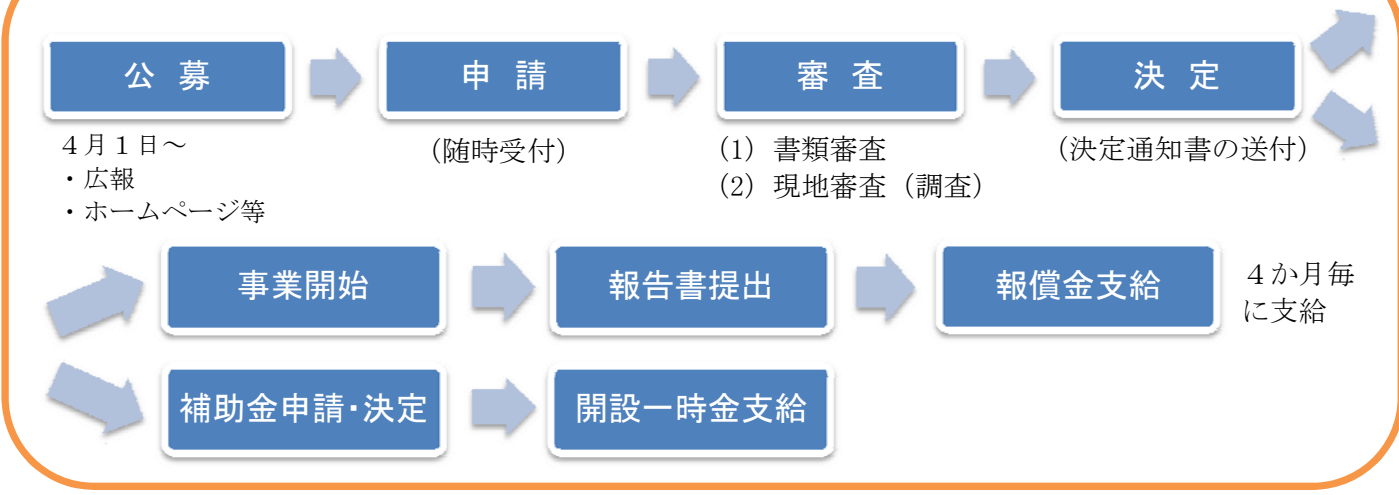 公 募
申 請
審 査
決 定
４月１日～
・広報
・ホームページ等
（随時受付）
(1) 書類審査
(2) 現地審査（調査）
（決定通知書の送付）
事業開始
報告書提出
報償金支給
４か月毎
に支給
補助金申請・決定
開設一時金支給